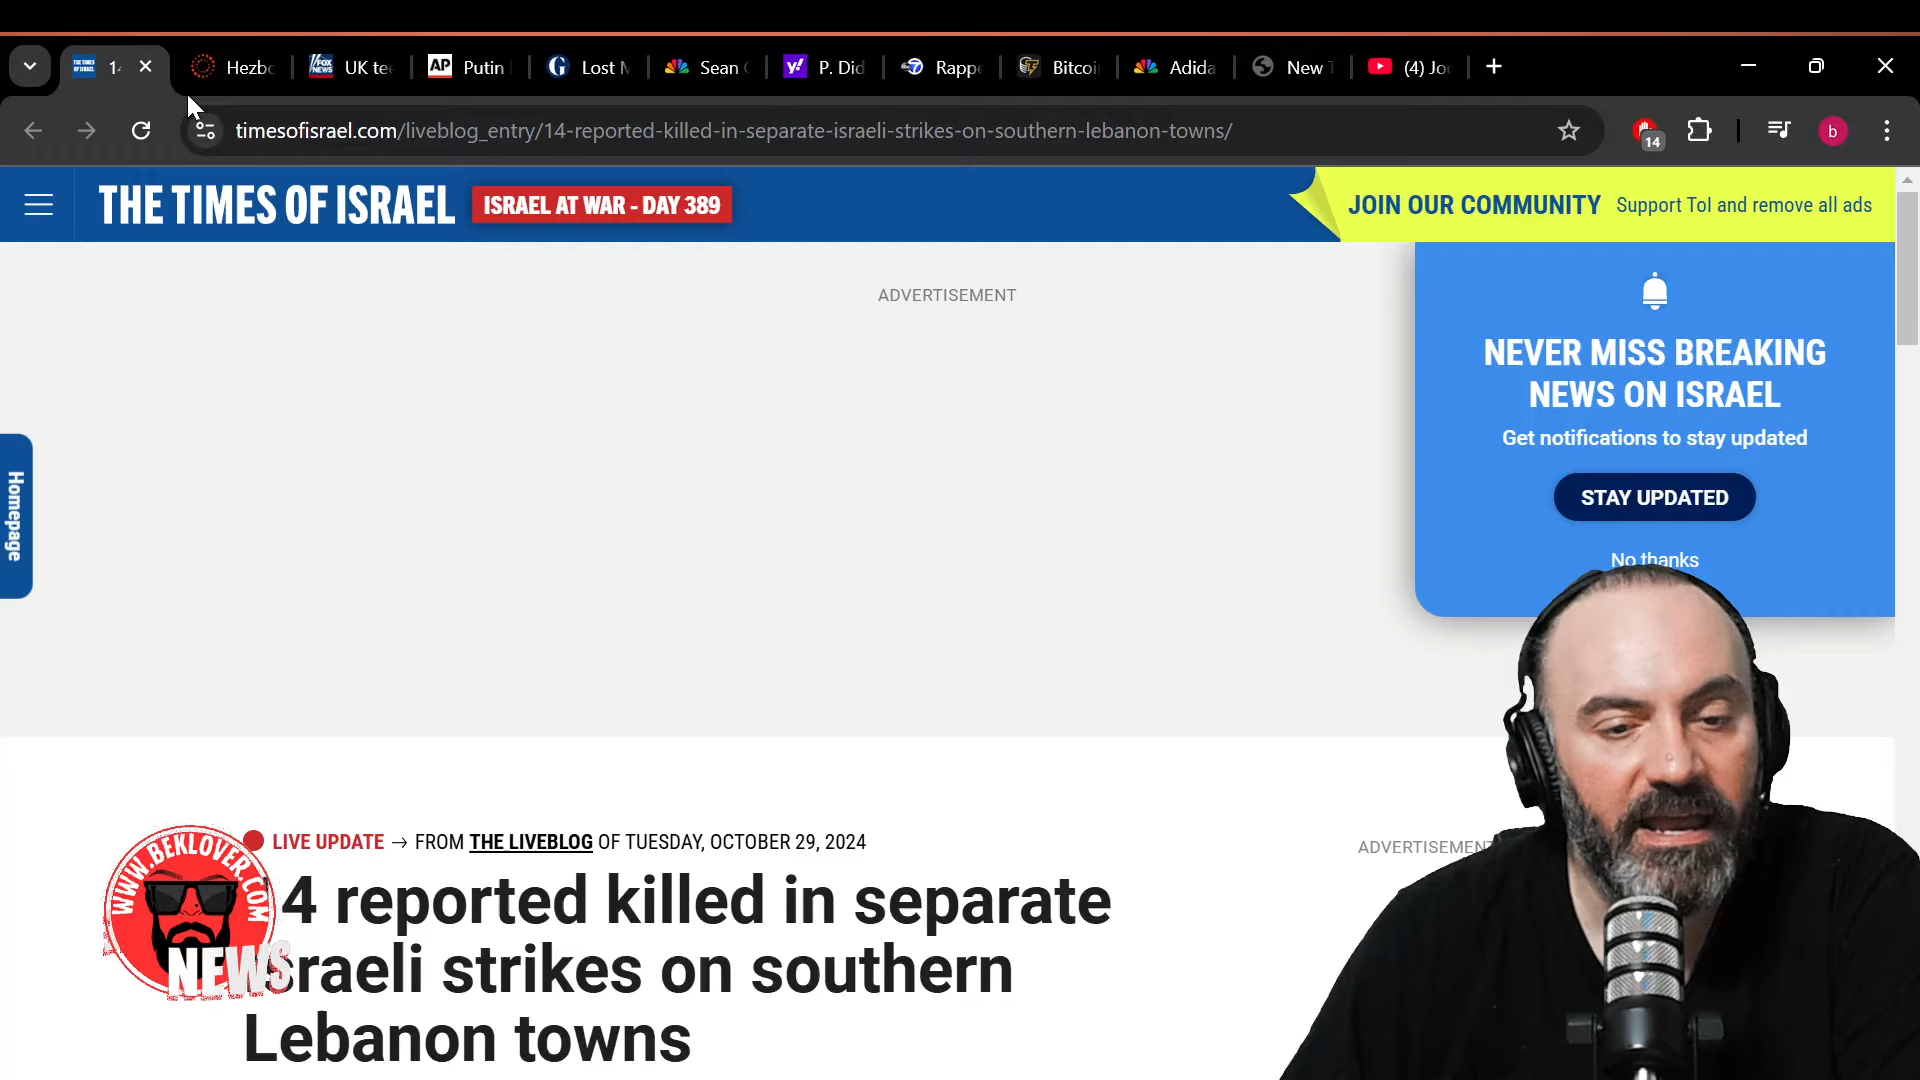 14
Hezb
UK te
Putin
Lost
Sean
P. Did
Rappe
Bitcoi
Adida
New
(4) Jo
timesofisrael.com/liveblog_entry/14-reported-killed-in-separate-israeli-strikes-on-southern-lebanon-towns/
14
b
THE TIMES OF ISRAEL
ISRAEL AT WAR - DAY 389
JOIN OUR COMMUNITY Support ToI and remove all ads
ADVERTISEMENT
NEVER MISS BREAKING
NEWS ON ISRAEL
Get notifications to stay updated
STAY UPDATED
No thanks
Homepage
LIVE UPDATE → FROM THE LIVEBLOG OF TUESDAY, OCTOBER 29, 2024
ADVERTISEMENT
4 reported killed in separate
sraeli strikes on southern
Lebanon towns
WWW.BEKLOVER.COM
NEWS